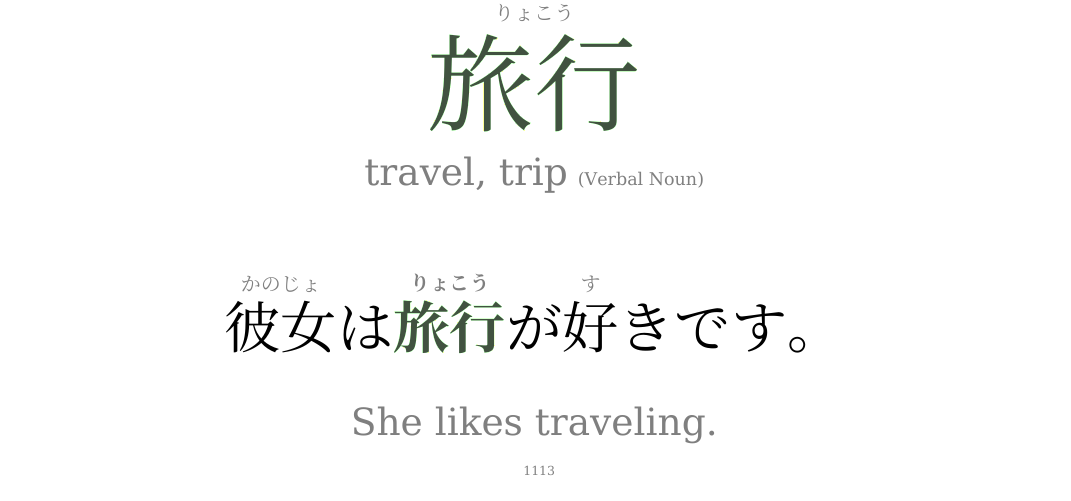 りょこう
旅行
travel, trip (Verbal Noun)
かのじょ りょこう す
彼女は旅行が好きです。
She likes traveling.
1113